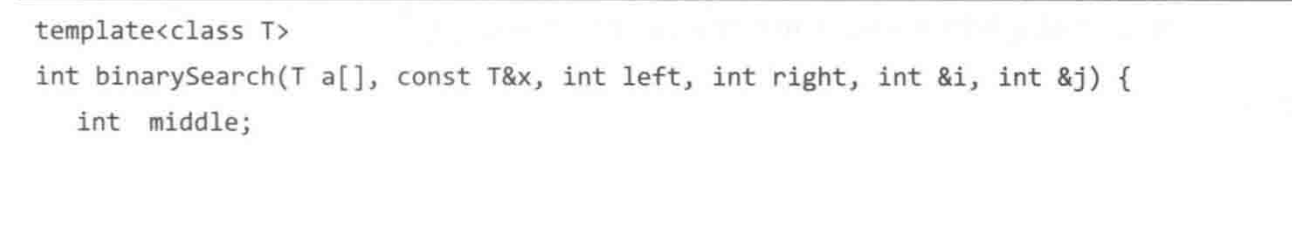 template<class T>
int binarySearch(T a[], const T&x, int left, int right, int &i, int &j) {
int middle;